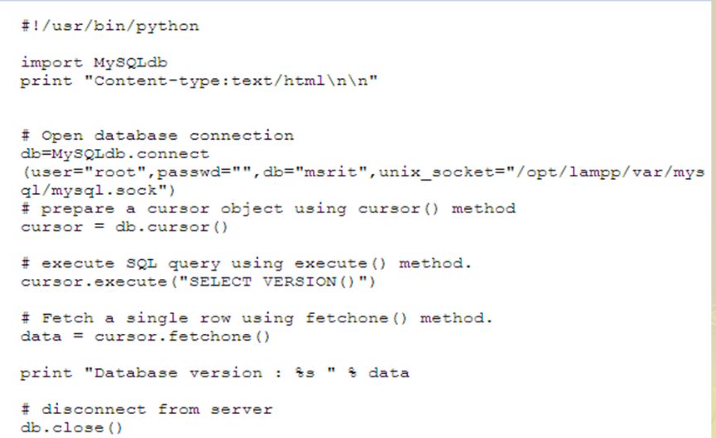 #!/usr/bin/python
import MySQLdb
print "Content-type:text/html\n\n"
# Open database connection
db=MySQLdb.connect
(user="root",passwd="",db="msrit",unix_socket="/opt/lampp/var/mys
ql/mysql.sock")
# prepare a cursor object using cursor() method
cursor = db.cursor()
# execute SQL query using execute() method.
cursor.execute("SELECT VERSION()")
# Fetch a single row using fetchone() method.
data = cursor.fetchone()
print "Database version : %s " % data
# disconnect from server
db.close()